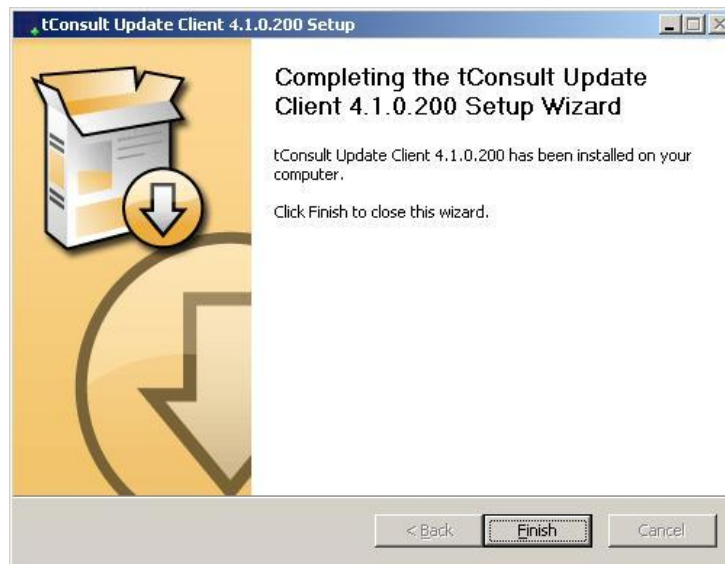 tConsult Update Client 4.1.0.200 Setup
Completing the tConsult Update
Client 4.1.0.200 Setup Wizard
tConsult Update Client 4.1.0.200 has been installed on your
computer.
Click Finish to close this wizard.
< Back
Finish
Cancel